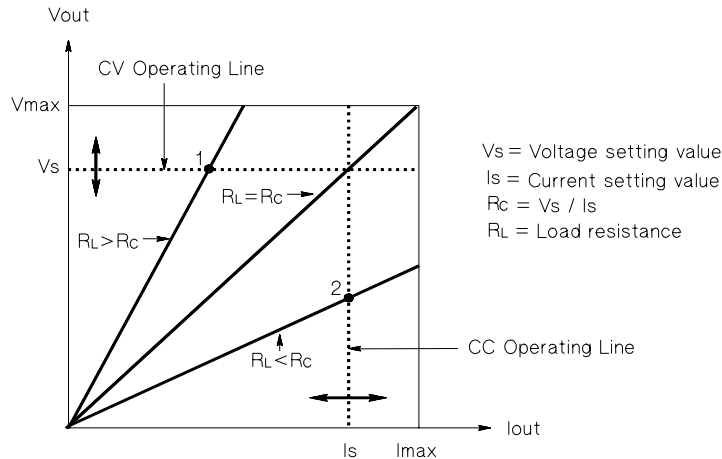 Vout
CV Operating Line
Vmax
Vs
1
RL=RC
RL>RC
2
RL<RC
Vs = Voltage setting value
Is = Current setting value
RC = Vs / Is
RL = Load resistance
CC Operating Line
Iout
Is
Imax